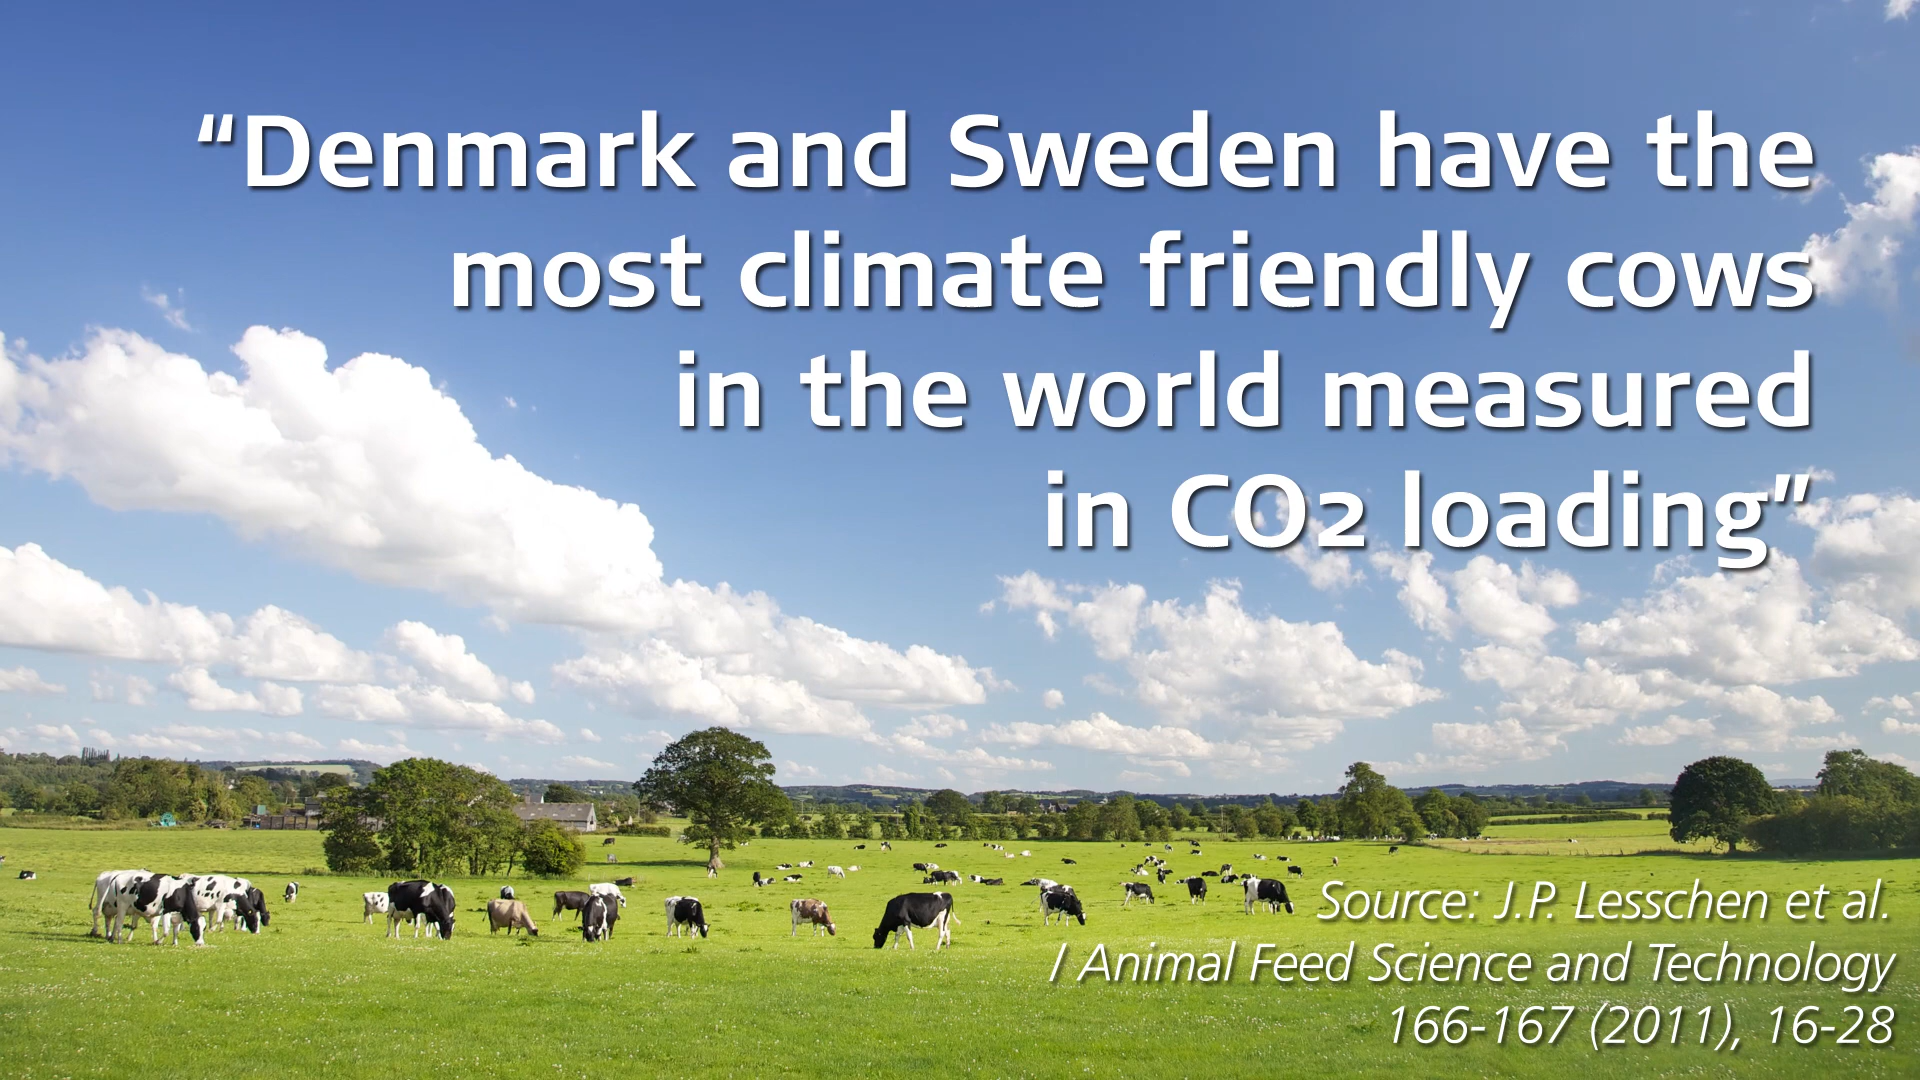 “Denmark and Sweden have the
most climate friendly cows
in the world measured
in CO2 loading”
Source: J.P. Lesschen et al.
/ Animal Feed Science and Technology
166-167 (2011), 16-28